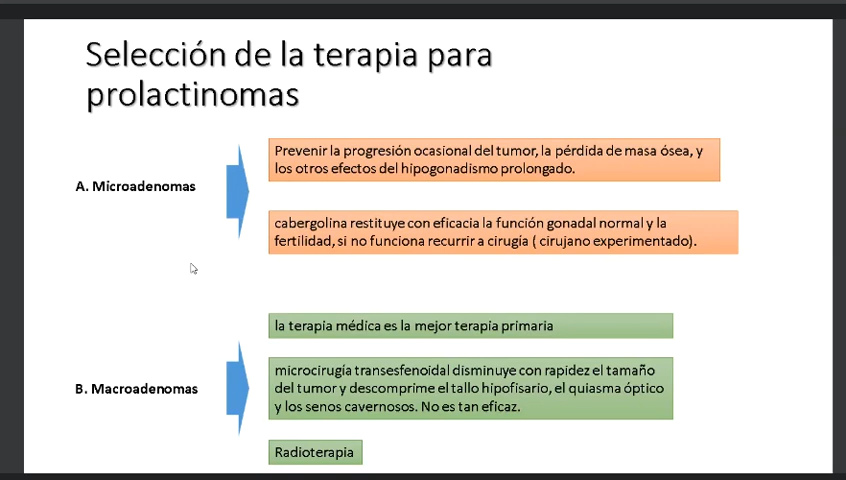 Selección de la terapia para
prolactinomas
A. Microadenomas
Prevenir la progresión ocasional del tumor, la pérdida de masa ósea, y
los otros efectos del hipogonadismo prolongado.
cabergolina restituye con eficacia la función gonadal normal y la
fertilidad, si no funciona recurrir a cirugía ( cirujano experimentado).
B. Macroadenomas
la terapia médica es la mejor terapia primaria
microcirugía transesfenoidal disminuye con rapidez el tamaño
del tumor y descomprime el tallo hipofisario, el quiasma óptico
y los senos cavernosos. No es tan eficaz.
Radioterapia